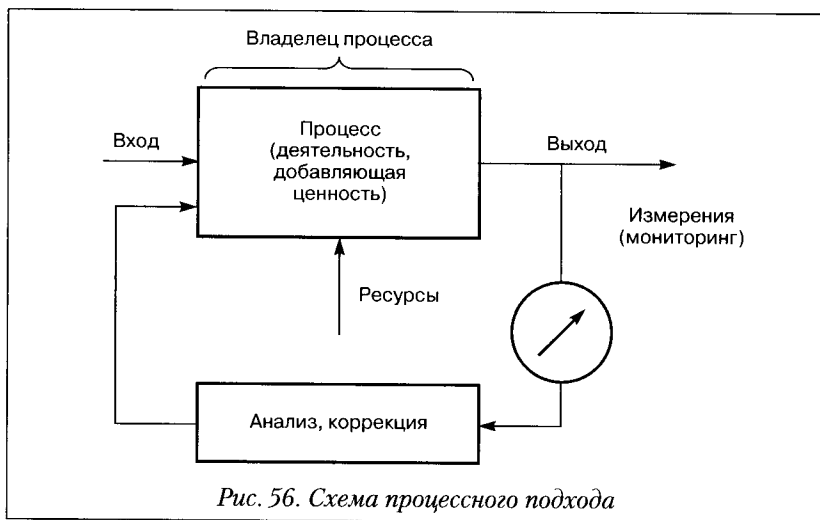 Владелец процесса
Вход
Процесс
(деятельность,
добавляющая
ценность)
Выход
Измерения
(мониторинг)
Ресурсы
Анализ, коррекция
Рис. 56. Схема процессного подхода